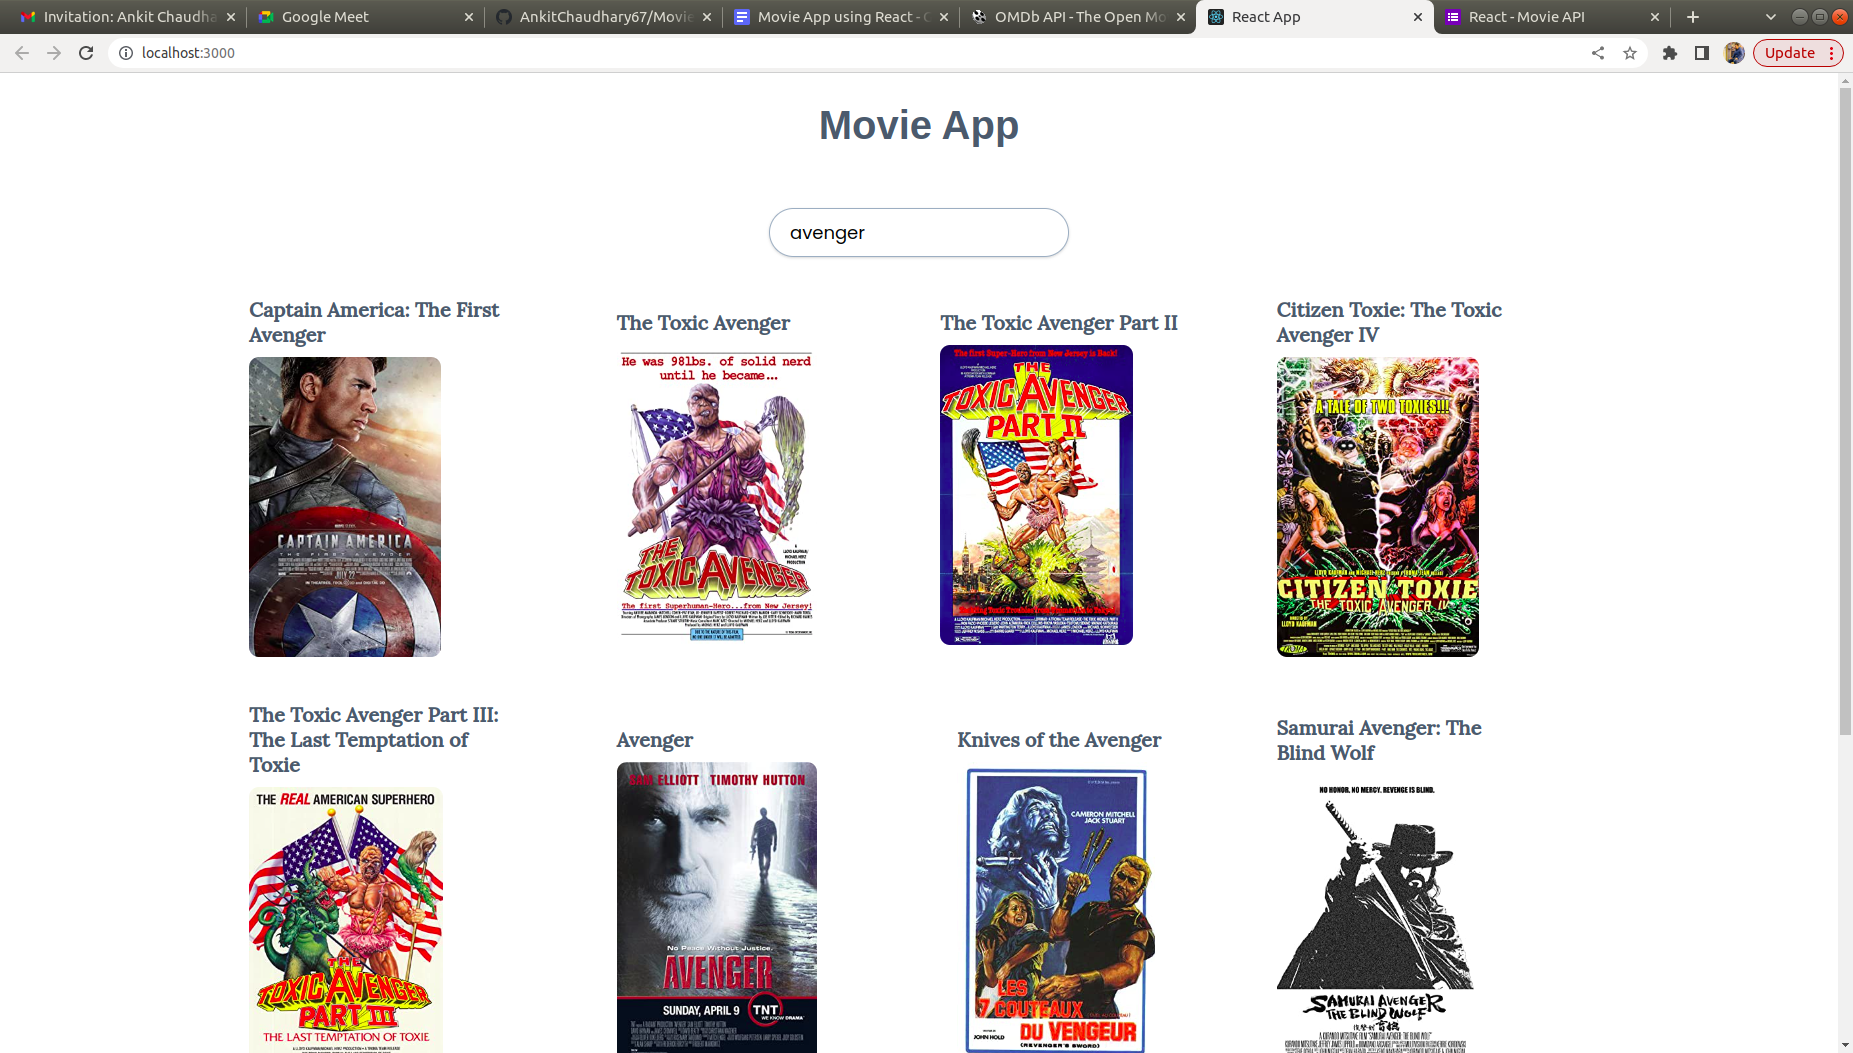 Invitation: Ankit Chaudha
Google Meet
AnkitChaudhary67/Movie
Movie App using React - 
OMDb API - The Open Mo
React App
React - Movie API
localhost:3000
Update
Movie App
avenger
Captain America: The First
Avenger
The Toxic Avenger
The Toxic Avenger Part II
Citizen Toxie: The Toxic
Avenger IV
CAPTAIN AMERICA
THE FIRST AVENGER
JULY 22
He was 98lbs. of solid nerd
until he became...
THE
TOXIC AVENGER
The first Superhuman-Hero...from New Jersey!
The first Super-Hero from New Jersey is Back!
THE
TOXIC AVENGER
PART II
A TALE OF TWO TOXIES!!!
CITIZEN TOXIE
THE TOXIC AVENGER IV
The Toxic Avenger Part III:
The Last Temptation of
Toxie
Avenger
Knives of the Avenger
Samurai Avenger: The
Blind Wolf
THE REAL AMERICAN SUPERHERO
THE
TOXIC AVENGER
PART III
THE LAST TEMPTATION OF TOXIE
SAM ELLIOTT TIMOTHY HUTTON
No Peace Without Justice.
AVENGER
SUNDAY, APRIL 9 TNT
WE KNOW DRAMA
CAMERON MITCHELL
JACK STUART
LES
7 COUTEAUX
DU VENGEUR
JOHN HOLD
(REVENGER'S SWORD)
NO HONOR. NO MERCY. REVENGE IS BLIND.
SAMURAI AVENGER
THE BLIND WOLF